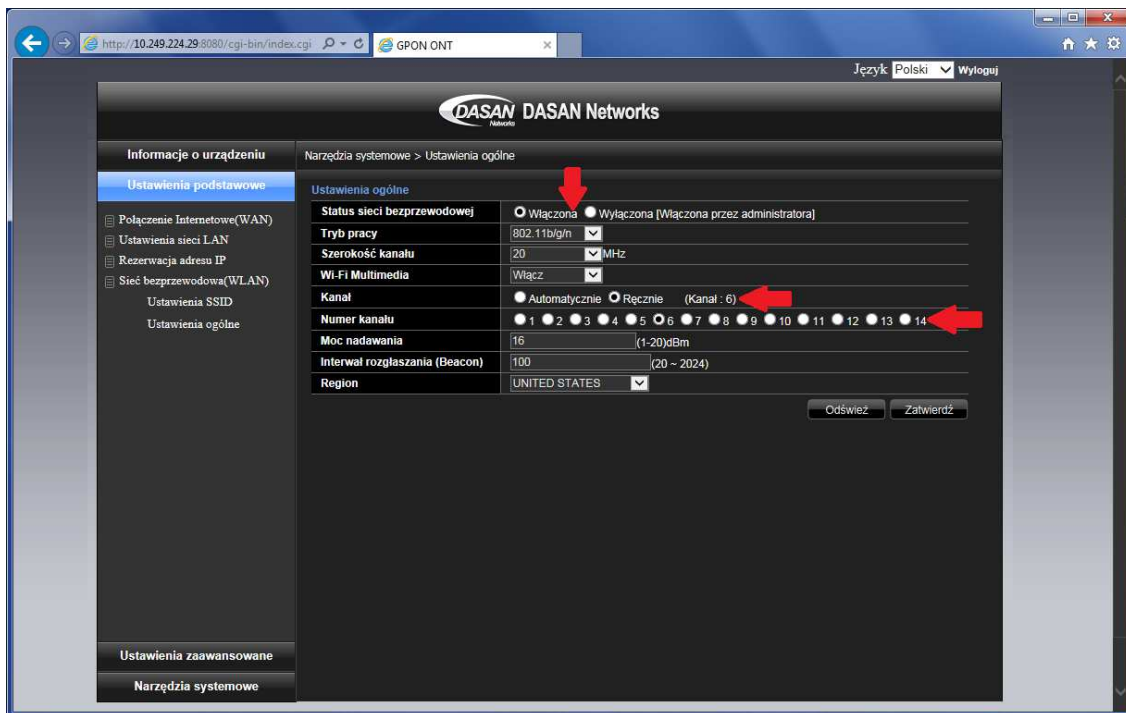 http://10.249.224.29:8080/cgi-bin/index.cgi
GPON ONT
Język Polski Wyloguj
DASAN Networks DASAN Networks
Informacje o urządzeniu
Narzędzia systemowe > Ustawienia ogólne
Ustawienia podstawowe
Połączenie Internetowe(WAN)
Ustawienia sieci LAN
Rezerwacja adresu IP
Sieć bezprzewodowa(WLAN)
Ustawienia SSID
Ustawienia ogólne
Ustawienia zaawansowane
Narzędzia systemowe
Ustawienia ogólne
Status sieci bezprzewodowej Włączona Wyłączona [Włączona przez administratora]
Tryb pracy 802.11b/g/n
Szerokość kanału 20 MHz
Wi-Fi Multimedia Włącz
Kanał Automatycznie Ręcznie (Kanał : 6)
Numer kanału 1 2 3 4 5 6 7 8 9 10 11 12 13 14
Moc nadawania 16 (1-20)dBm
Interwał rozgłaszania (Beacon) 100 (20 ~ 2024)
Region UNITED STATES
Odśwież Zatwierdź